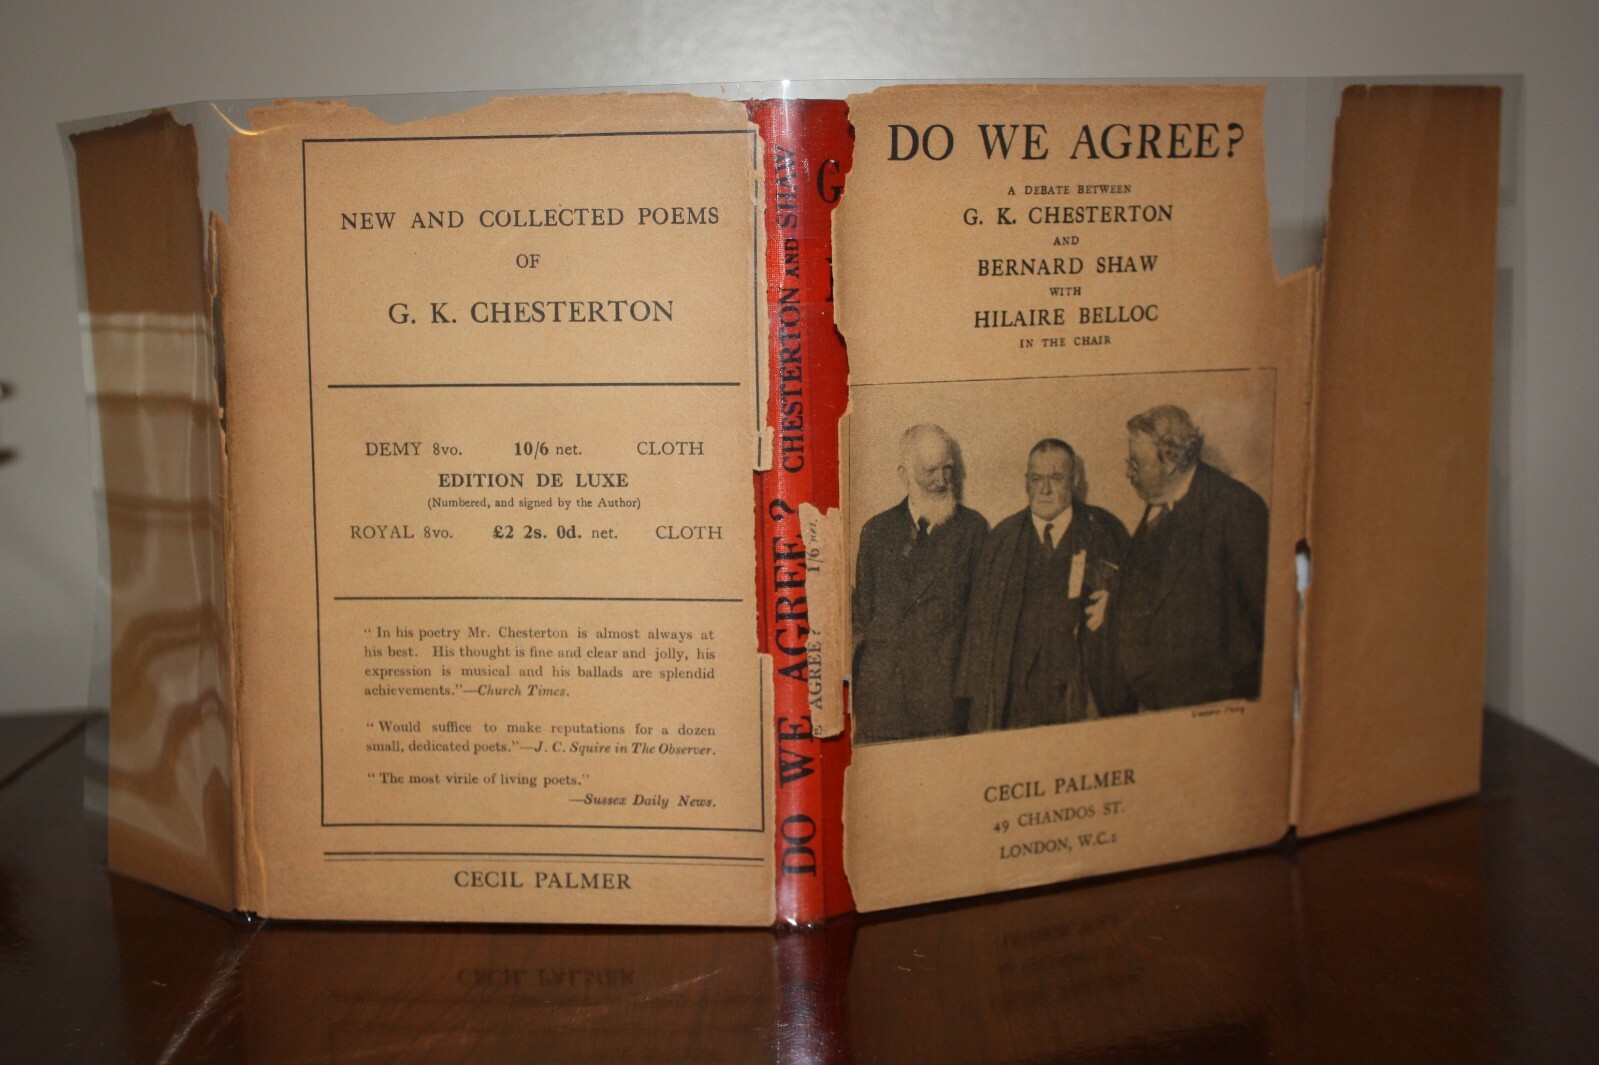 NEW AND COLLECTED POEMS
OF
G. K. CHESTERTON
DEMY 8vo. 10/6 net. CLOTH
EDITION DE LUXE
(Numbered, and signed by the Author)
ROYAL 8vo. £2 2s. 0d. net. CLOTH
“ In his poetry Mr. Chesterton is almost always at
his best. His thought is fine and clear and jolly, his
expression is musical and his ballads are splendid
achievements.”—Church Times.
“ Would suffice to make reputations for a dozen
small, dedicated poets.”—J. C. Squire in The Observer.
“ The most virile of living poets.”
—Sussex Daily News.
CECIL PALMER
DO WE AGREE? CHESTERTON AND SHAW
G
AGREE? 1/6 net.
DO WE AGREE?
A DEBATE BETWEEN
G. K. CHESTERTON
AND
BERNARD SHAW
WITH
HILAIRE BELLOC
IN THE CHAIR
CECIL PALMER
49 CHANDOS ST.
LONDON, W.C.2